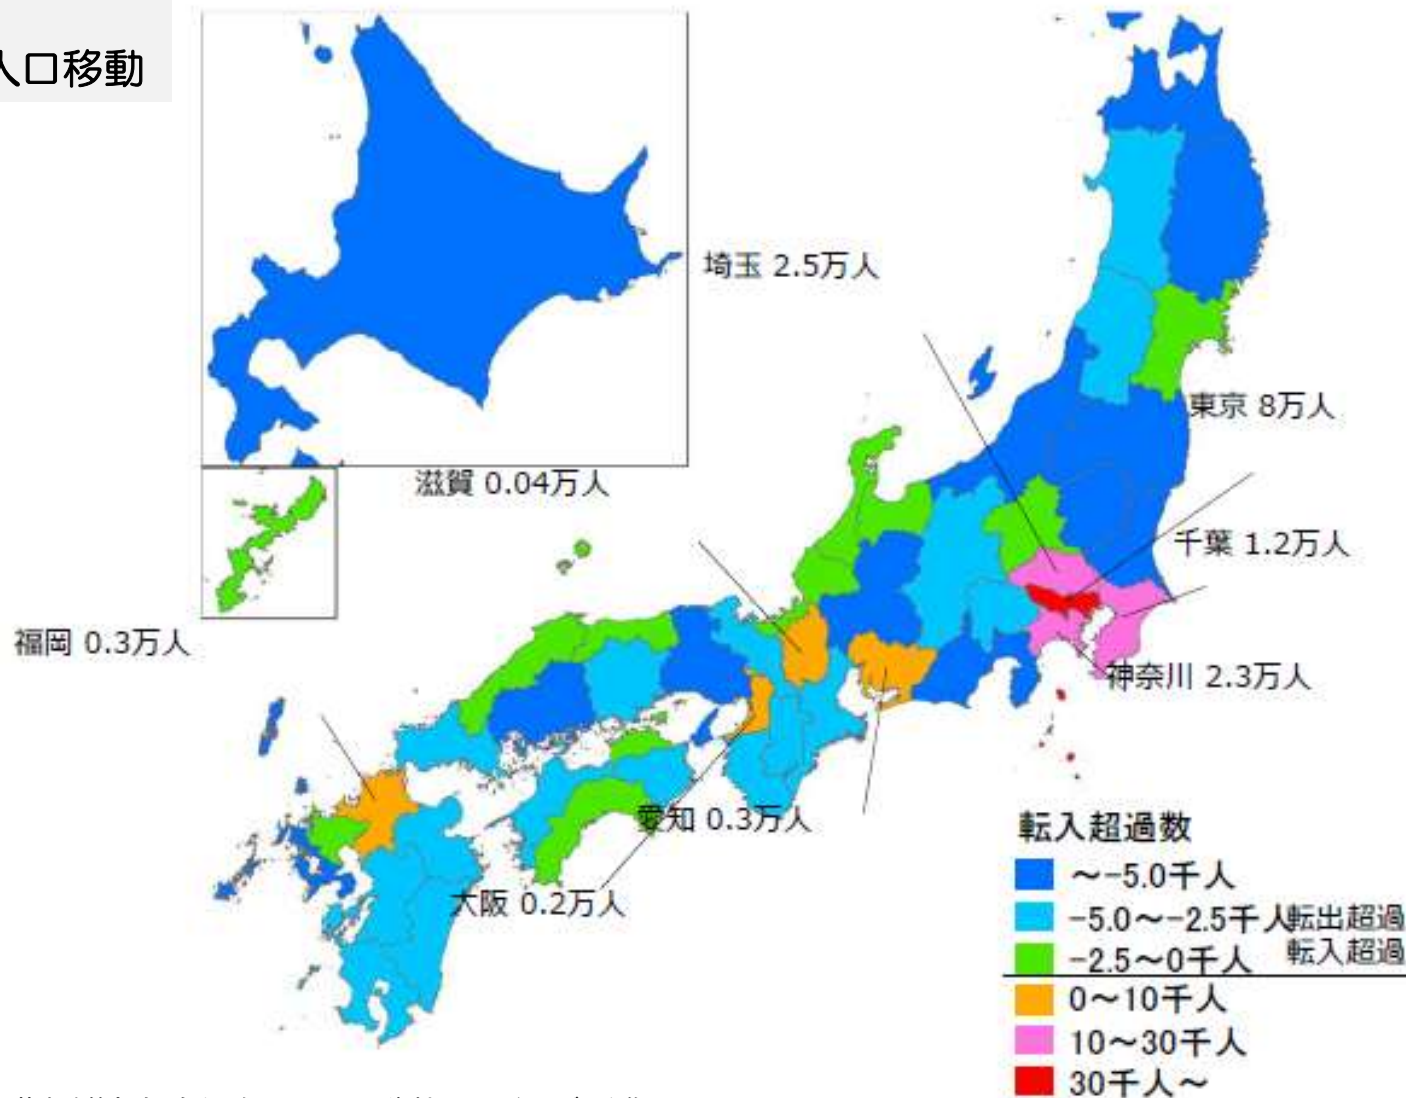 人口移動
埼玉 2.5万人
東京 8万人
滋賀 0.04万人
千葉 1.2万人
福岡 0.3万人
神奈川 2.3万人
愛知 0.3万人
大阪 0.2万人
転入超過数
～-5.0千人
-5.0～-2.5千人
転出超過
-2.5～0千人
転入超過
0～10千人
10～30千人
30千人～